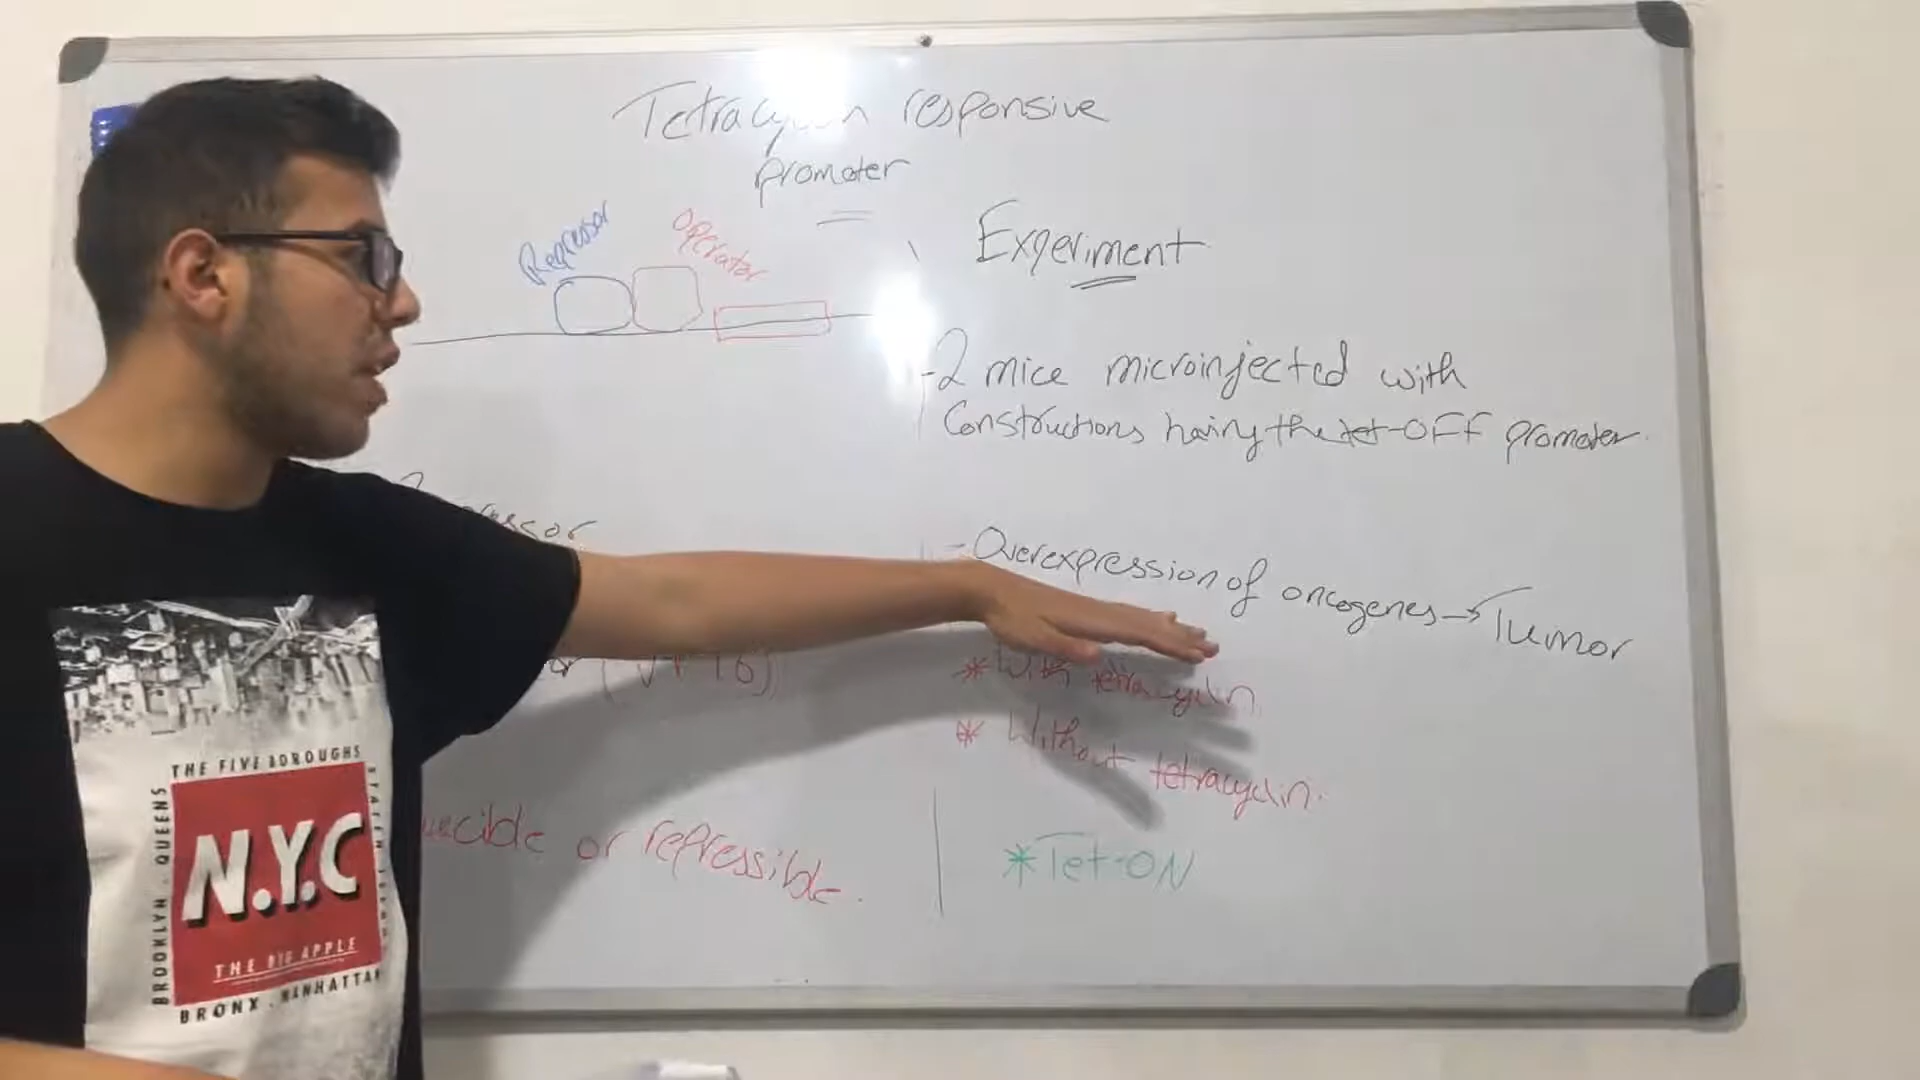 Tetracyclin responsive
promoter
Repressor
Operator
Experiment
-2 mice microinjected with
Constructions having the tet-OFF promoter.
- Overexpression of oncogenes → Tumor
* With tetracyclin.
* Without tetracyclin.
* Tet-ON
or repressible.
THE FIVE BOROUGHS
BROOKLYN . QUEENS
N.Y.C
THE BIG APPLE
BRONX . MANHATTAN